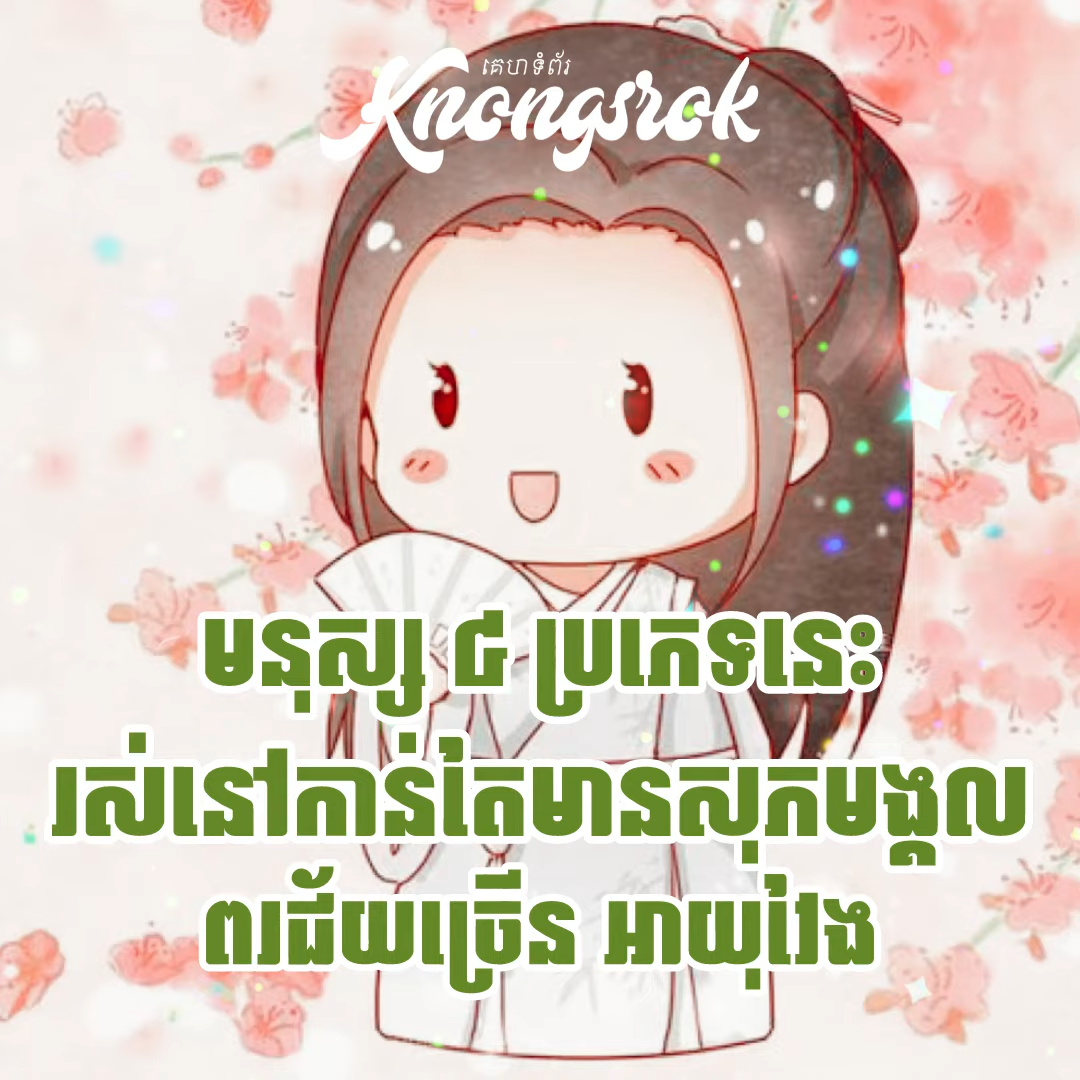 គេហទំព័រ
Knongsrok
មនុស្ស ៨ ប្រភេទនេះ
រស់នៅកាន់តែមានសុភមង្គល
ពរជ័យច្រើន អាយុវែង